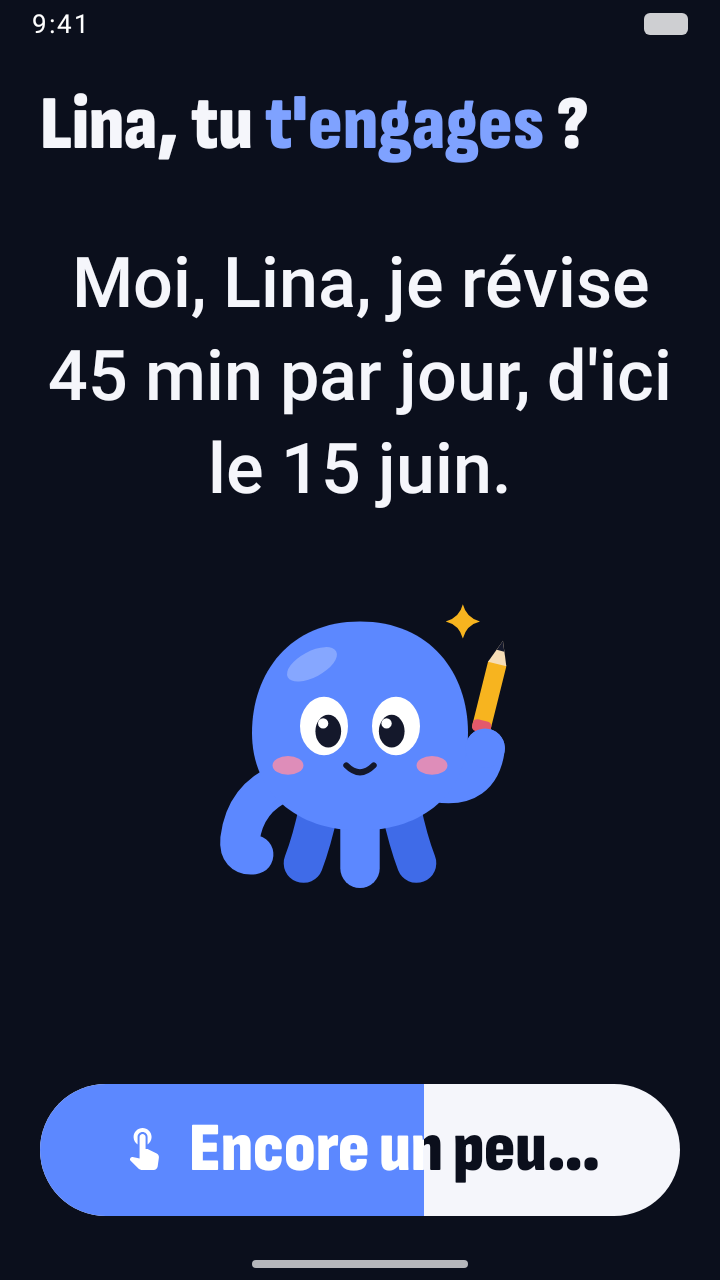 9:41
Lina, tu t'engages ?
Moi, Lina, je révise
45 min par jour, d'ici
le 15 juin.
Encore un peu...